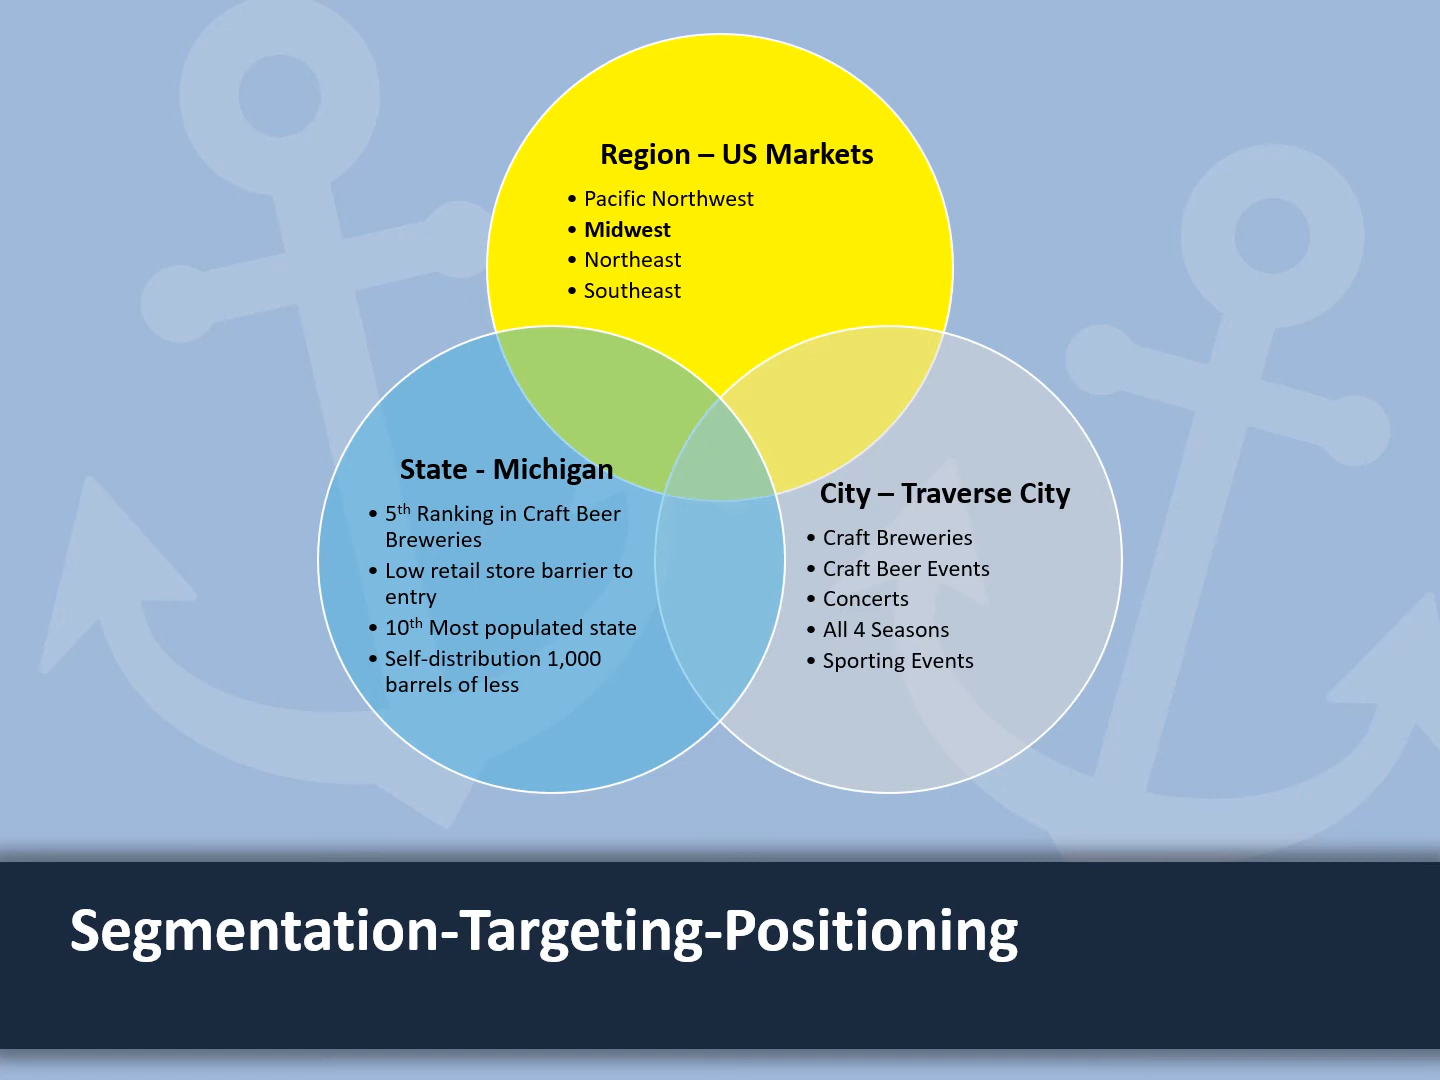 Region – US Markets
• Pacific Northwest
• Midwest
• Northeast
• Southeast
State - Michigan
• 5th Ranking in Craft Beer
Breweries
• Low retail store barrier to
entry
• 10th Most populated state
• Self-distribution 1,000
barrels of less
City – Traverse City
• Craft Breweries
• Craft Beer Events
• Concerts
• All 4 Seasons
• Sporting Events
Segmentation-Targeting-Positioning